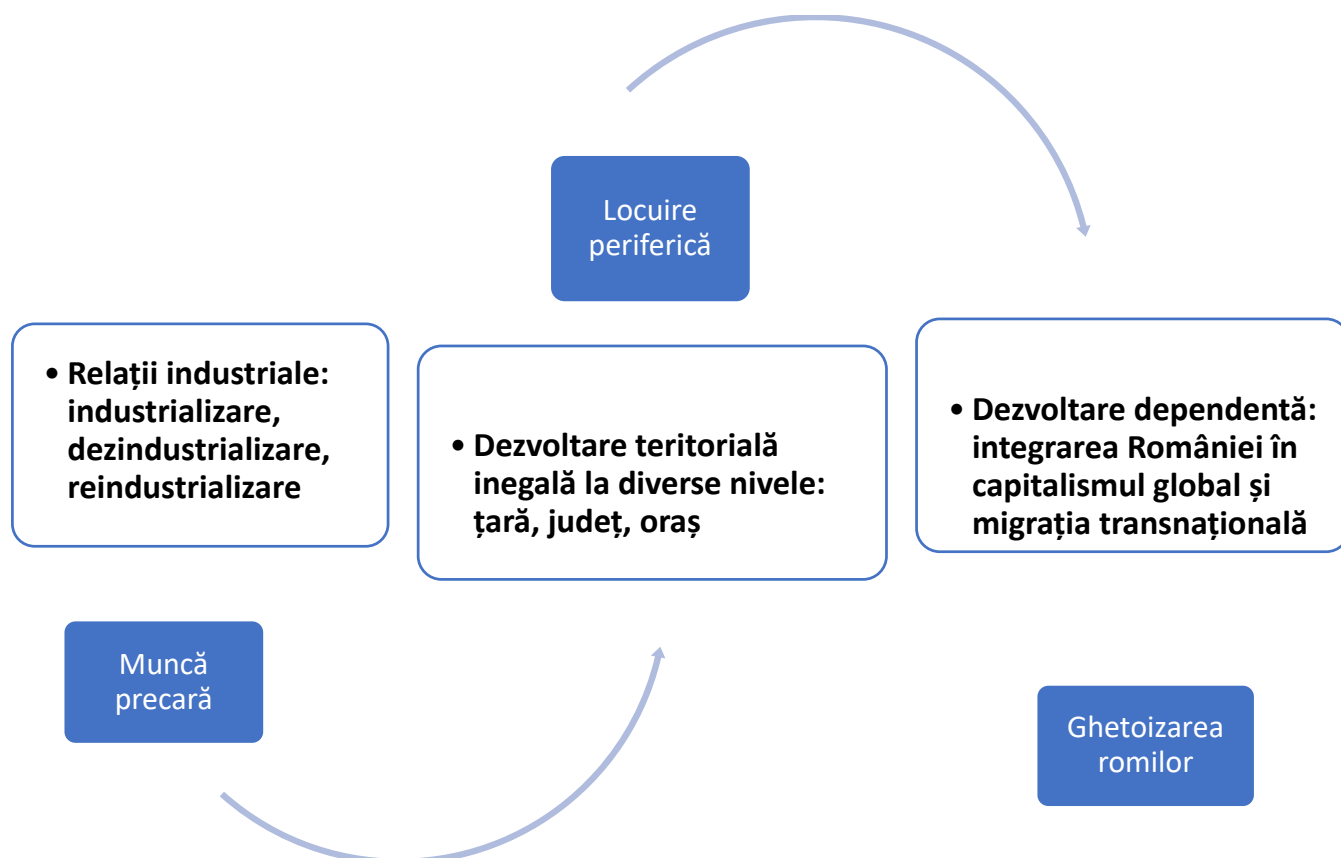 Locuire
periferică
• Relații industriale:
industrializare,
dezindustrializare,
reindustrializare
• Dezvoltare teritorială
inegală la diverse nivele:
țară, județ, oraș
• Dezvoltare dependentă:
integrarea României în
capitalismul global și
migrația transnațională
Muncă
precară
Ghetoizarea
romilor